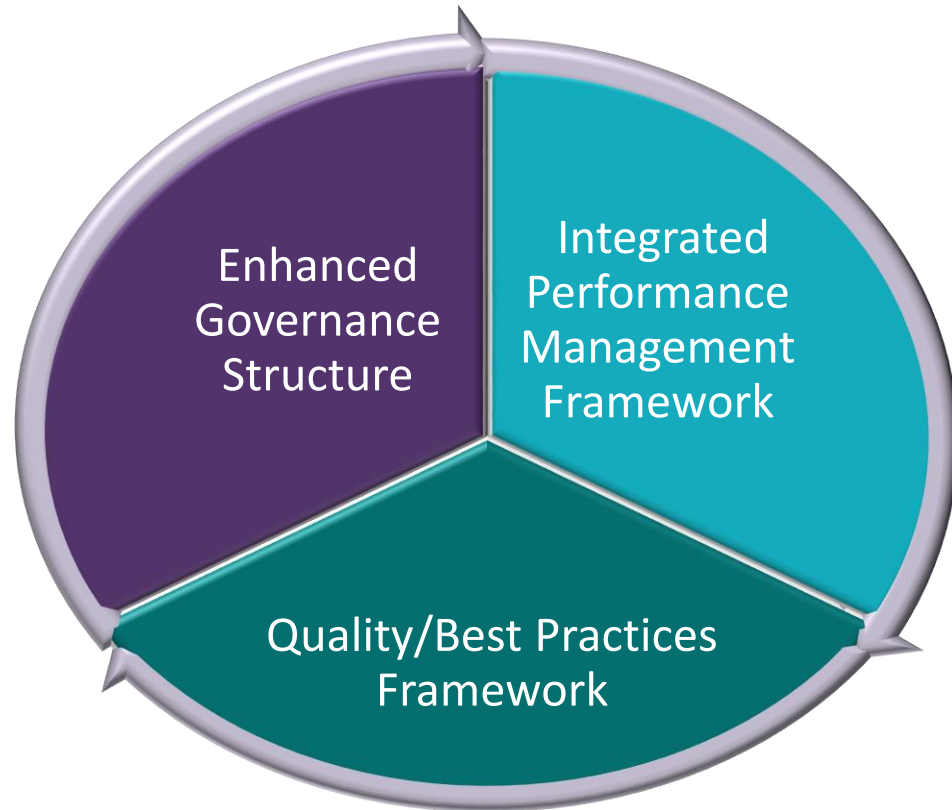 Enhanced
Governance
Structure
Integrated
Performance
Management
Framework
Quality/Best Practices
Framework